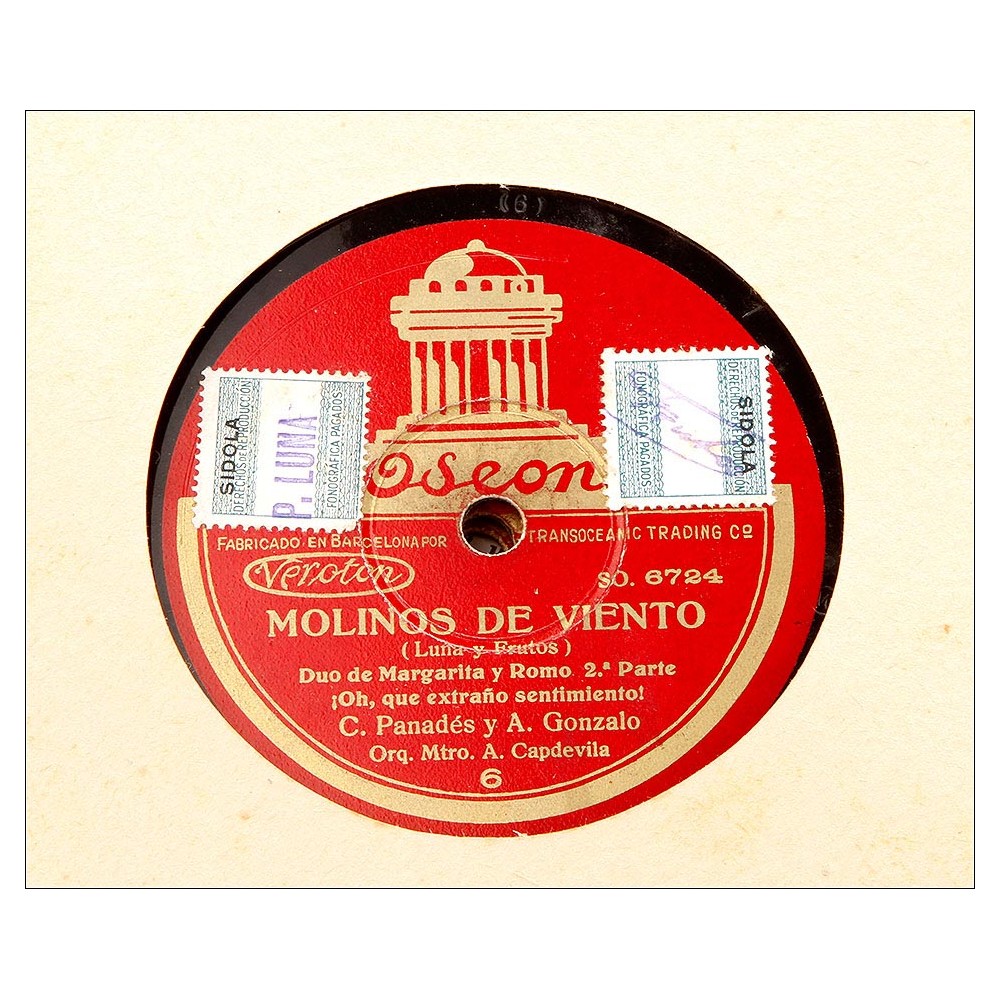 (6)
SIDOLA
DERECHOS DE REPRODUCCIÓN
P. LUNA
FONOGRAFICA PAGADOS
FONOGRAFICA PAGADOS
DERECHOS DE REPRODUCCIÓN
SIDOLA
Odeon
FABRICADO EN BARCELONA POR TRANSOCEANIC TRADING Cº
Veroton
SO. 6724
MOLINOS DE VIENTO
(Luna y Frutos)
Duo de Margarita y Romo 2.ª Parte
¡Oh, que extraño sentimiento!
C. Panadés y A. Gonzalo
Orq. Mtro. A. Capdevila
6